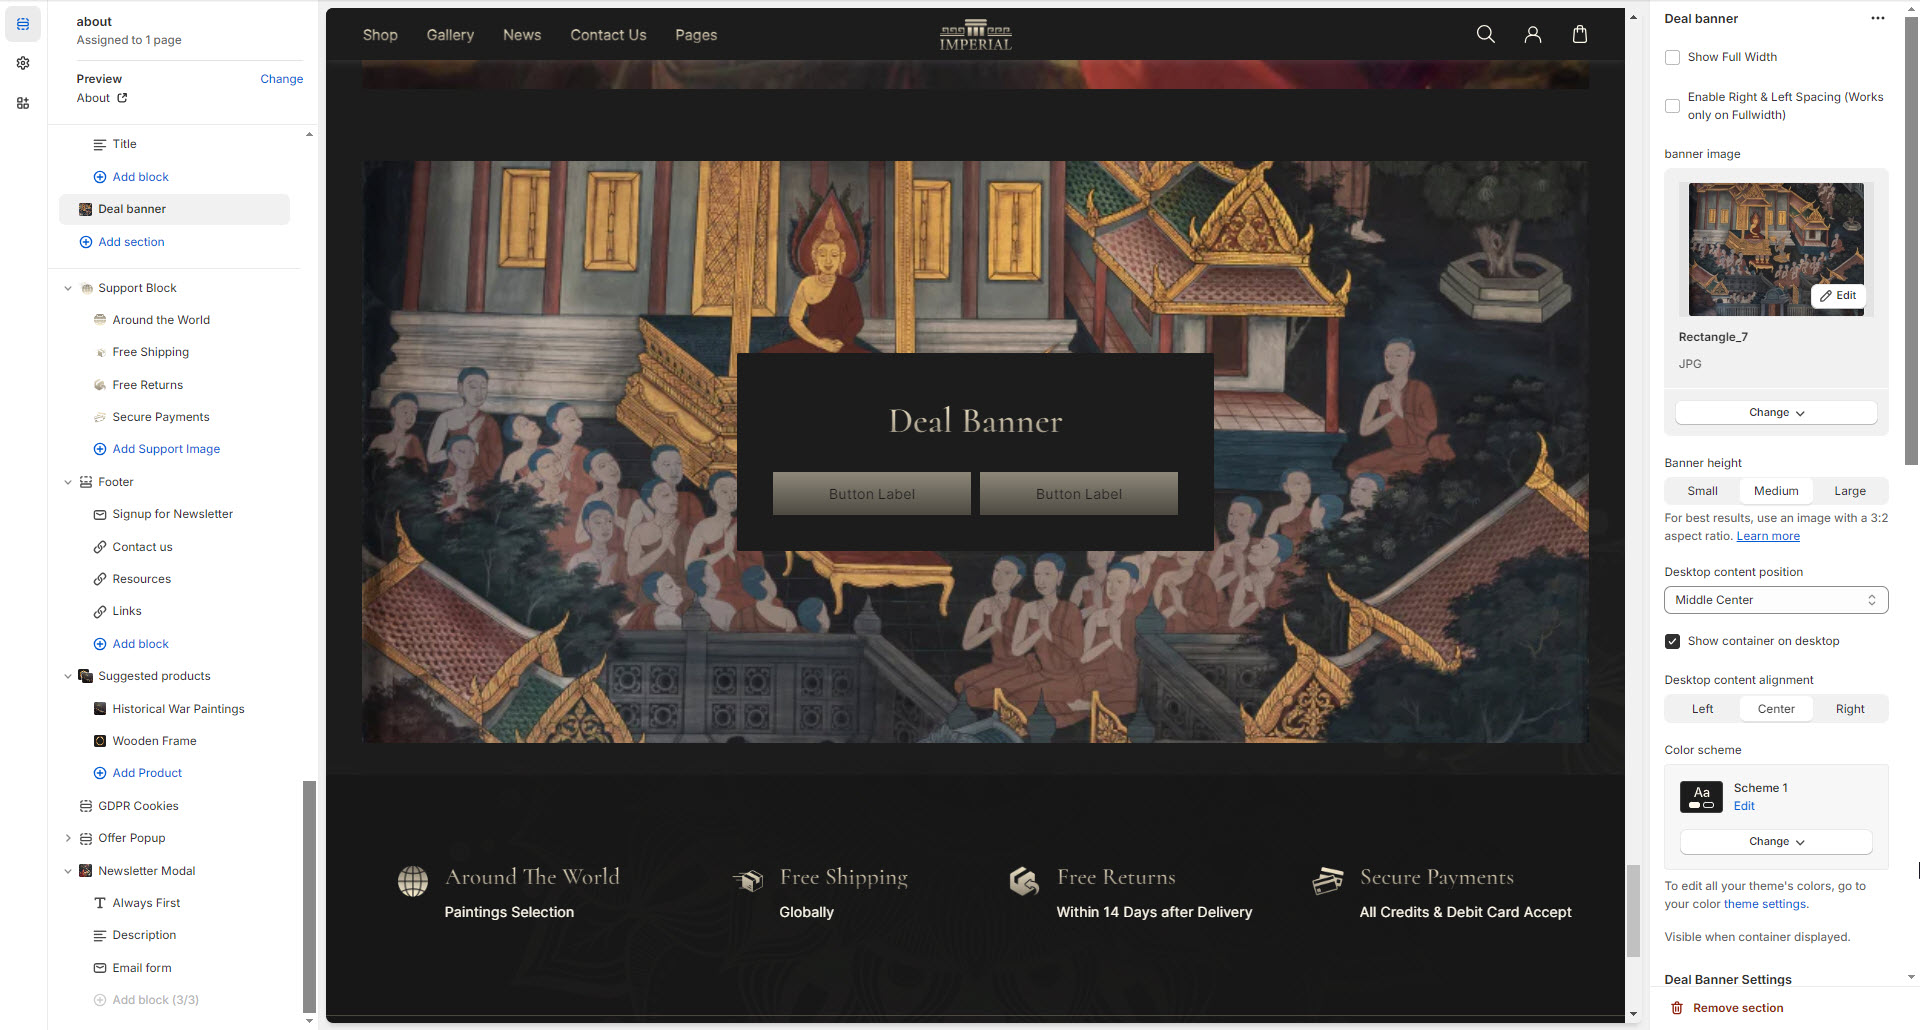 about
Assigned to 1 page
Preview
Change
About
Title
Add block
Deal banner
Add section
Support Block
Around the World
Free Shipping
Free Returns
Secure Payments
Add Support Image
Footer
Signup for Newsletter
Contact us
Resources
Links
Add block
Suggested products
Historical War Paintings
Wooden Frame
Add Product
GDPR Cookies
Offer Popup
Newsletter Modal
Always First
Description
Email form
Add block (3/3)
Shop Gallery News Contact Us Pages
IMPERIAL
Deal Banner
Button Label Button Label
Around The World
Paintings Selection
Free Shipping
Globally
Free Returns
Within 14 Days after Delivery
Secure Payments
All Credits & Debit Card Accept
Deal banner
Show Full Width
Enable Right & Left Spacing (Works
only on Fullwidth)
banner image
Edit
Rectangle_7
JPG
Change
Banner height
Small Medium Large
For best results, use an image with a 3:2
aspect ratio. Learn more
Desktop content position
Middle Center
Show container on desktop
Desktop content alignment
Left Center Right
Color scheme
Aa
Scheme 1
Edit
Change
To edit all your theme's colors, go to
your color theme settings.
Visible when container displayed.
Deal Banner Settings
Remove section